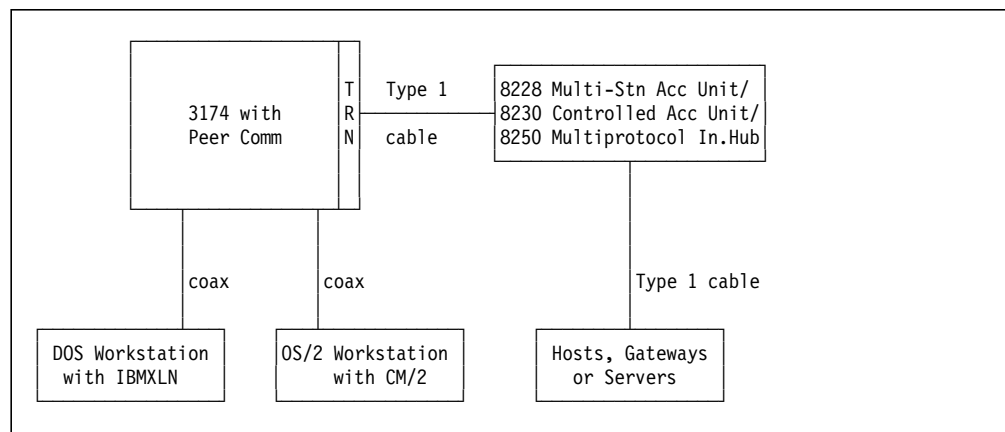 T
Type 1
8228 Multi-Stn Acc Unit/
3174 with
R
8230 Controlled Acc Unit/
Peer Comm
N
cable
8250 Multiprotocol In.Hub
coax
coax
Type 1 cable
DOS Workstation
with IBMXLN
OS/2 Workstation
with CM/2
Hosts, Gateways
or Servers